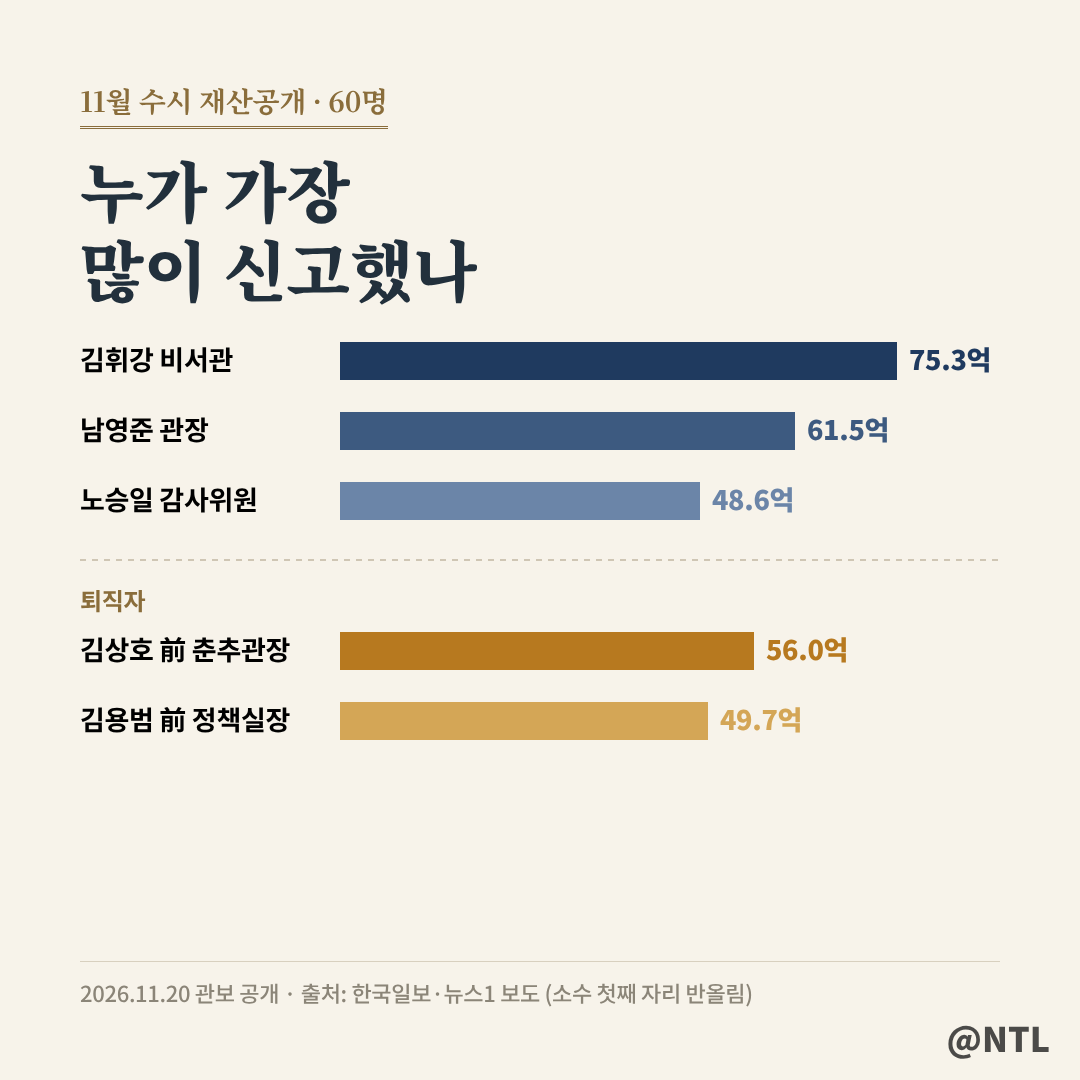 11월 수시 재산공개 · 60명
누가 가장
많이 신고했나
김휘강 비서관 75.3억
남영준 관장 61.5억
노승일 감사위원 48.6억
퇴직자
김상호 前 춘추관장 56.0억
김용범 前 정책실장 49.7억
2026.11.20 관보 공개 · 출처: 한국일보·뉴스1 보도 (소수 첫째 자리 반올림)
@NTL